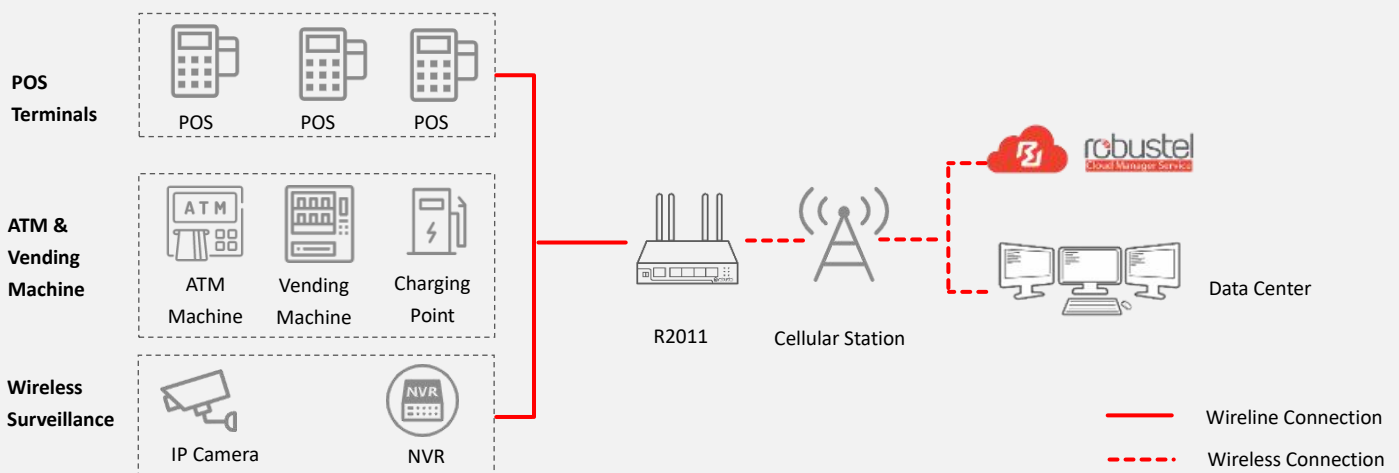 POS
Terminals
POS
POS
POS
ATM &
Vending
Machine
ATM
ATM
Machine
Vending
Machine
Charging
Point
Wireless
Surveillance
IP Camera
NVR
NVR
R2011
Cellular Station
robustel
Cloud Manager Service
Data Center
Wireline Connection
Wireless Connection